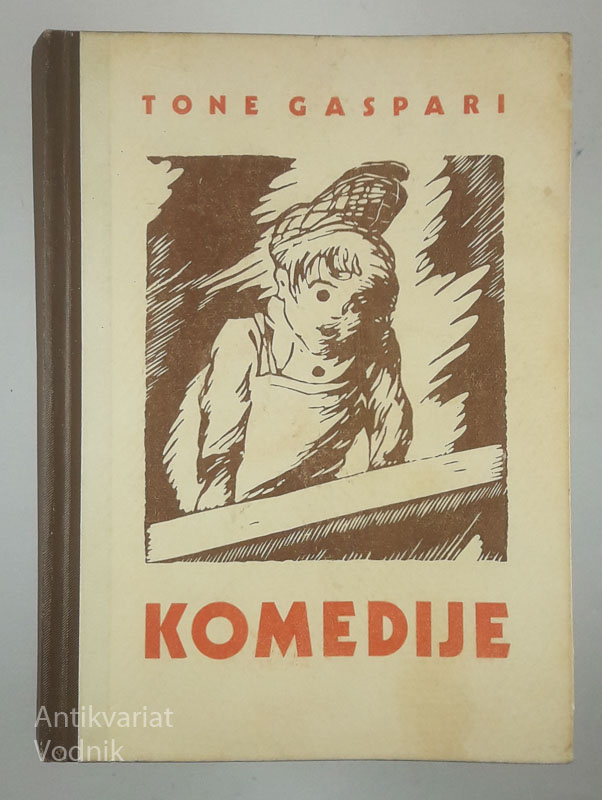 TONE GASPARI
KOMEDIJE
Antikvariat
Vodnik